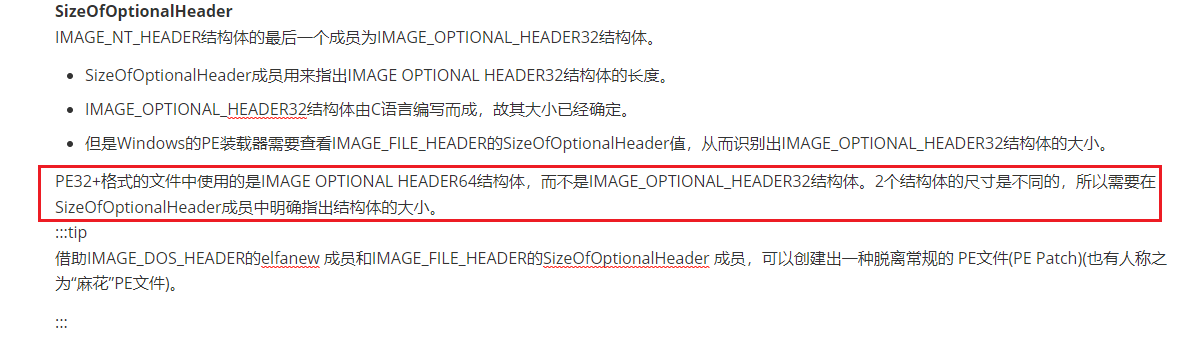 SizeOfOptionalHeader
IMAGE_NT_HEADER结构体的最后一个成员为IMAGE_OPTIONAL_HEADER32结构体。
• SizeOfOptionalHeader成员用来指出IMAGE OPTIONAL HEADER32结构体的长度。
• IMAGE_OPTIONAL_HEADER32结构体由C语言编写而成，故其大小已经确定。
• 但是Windows的PE装载器需要查看IMAGE_FILE_HEADER的SizeOfOptionalHeader值，从而识别出IMAGE_OPTIONAL_HEADER32结构体的大小。
PE32+格式的文件中使用的是IMAGE OPTIONAL HEADER64结构体，而不是IMAGE_OPTIONAL_HEADER32结构体。2个结构体的尺寸是不同的，所以需要在
SizeOfOptionalHeader成员中明确指出结构体的大小。
:::tip
借助IMAGE_DOS_HEADER的elfanew 成员和IMAGE_FILE_HEADER的SizeOfOptionalHeader 成员，可以创建出一种脱离常规的 PE文件(PE Patch)(也有人称之
为“麻花”PE文件)。
:::